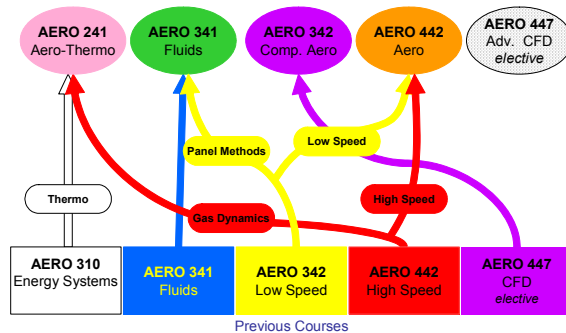 AERO 241
Aero-Thermo
AERO 341
Fluids
AERO 342
Comp. Aero
AERO 442
Aero
AERO 447
Adv. CFD
elective
Panel Methods
Low Speed
Thermo
Gas Dynamics
High Speed
AERO 310
Energy Systems
AERO 341
Fluids
AERO 342
Low Speed
AERO 442
High Speed
AERO 447
CFD
elective
Previous Courses